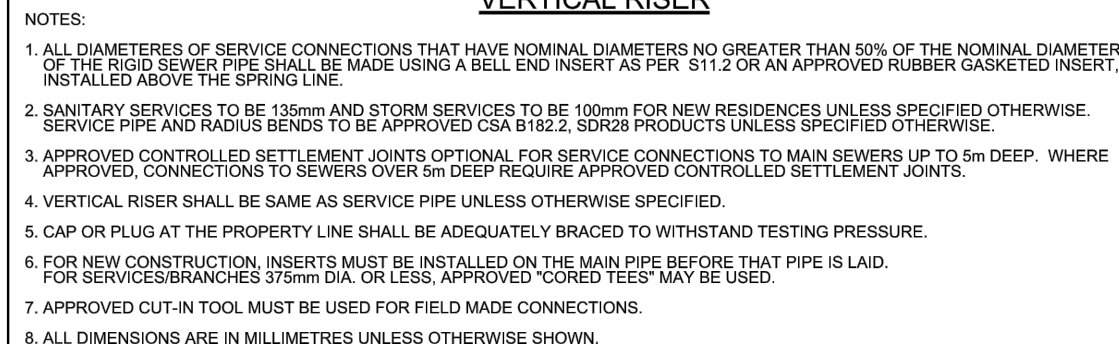 VERTICAL RISER
NOTES:
1. ALL DIAMETERES OF SERVICE CONNECTIONS THAT HAVE NOMINAL DIAMETERS NO GREATER THAN 50% OF THE NOMINAL DIAMETER
OF THE RIGID SEWER PIPE SHALL BE MADE USING A BELL END INSERT AS PER S11.2 OR AN APPROVED RUBBER GASKETED INSERT,
INSTALLED ABOVE THE SPRING LINE.
2. SANITARY SERVICES TO BE 135mm AND STORM SERVICES TO BE 100mm FOR NEW RESIDENCES UNLESS SPECIFIED OTHERWISE.
SERVICE PIPE AND RADIUS BENDS TO BE APPROVED CSA B182.2, SDR28 PRODUCTS UNLESS SPECIFIED OTHERWISE.
3. APPROVED CONTROLLED SETTLEMENT JOINTS OPTIONAL FOR SERVICE CONNECTIONS TO MAIN SEWERS UP TO 5m DEEP. WHERE
APPROVED, CONNECTIONS TO SEWERS OVER 5m DEEP REQUIRE APPROVED CONTROLLED SETTLEMENT JOINTS.
4. VERTICAL RISER SHALL BE SAME AS SERVICE PIPE UNLESS OTHERWISE SPECIFIED.
5. CAP OR PLUG AT THE PROPERTY LINE SHALL BE ADEQUATELY BRACED TO WITHSTAND TESTING PRESSURE.
6. FOR NEW CONSTRUCTION, INSERTS MUST BE INSTALLED ON THE MAIN PIPE BEFORE THAT PIPE IS LAID.
FOR SERVICES/BRANCHES 375mm DIA. OR LESS, APPROVED "CORED TEES" MAY BE USED.
7. APPROVED CUT-IN TOOL MUST BE USED FOR FIELD MADE CONNECTIONS.
8. ALL DIMENSIONS ARE IN MILLIMETRES UNLESS OTHERWISE SHOWN.